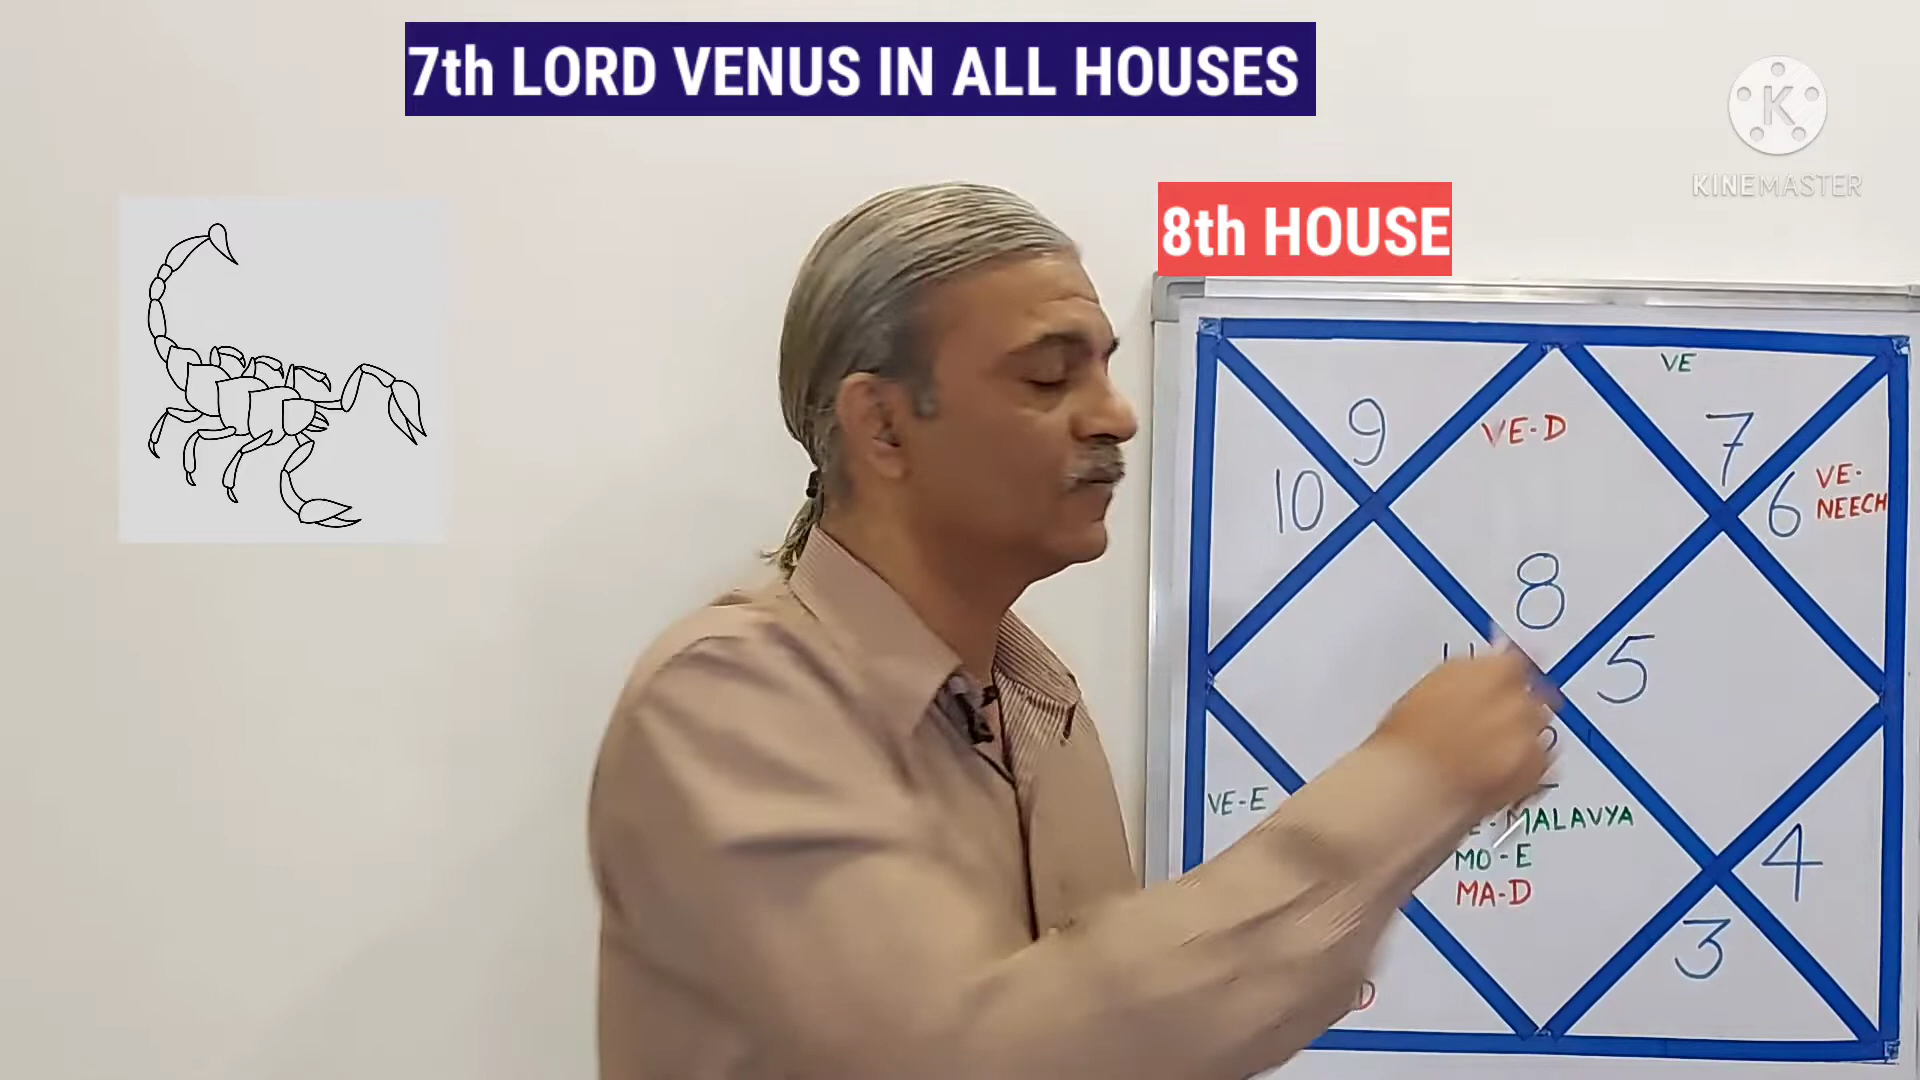 7th LORD VENUS IN ALL HOUSES
K
KINEMASTER
8th HOUSE
VE
9
VE-D
7
10
6
VE-
NEECH
8
5
VE-E
MALAVYA
MO-E
MA-D
4
3
D